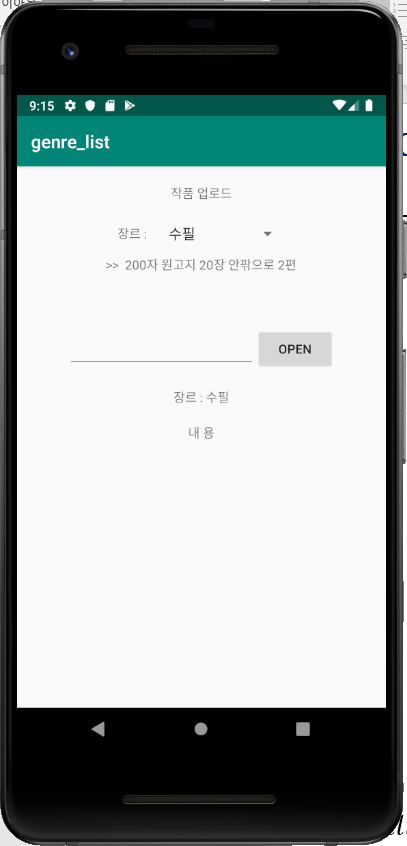 9:15
genre_list
작품 업로드
장르 : 수필
>> 200자 원고지 20장 안팎으로 2편
OPEN
장르 : 수필
내 용